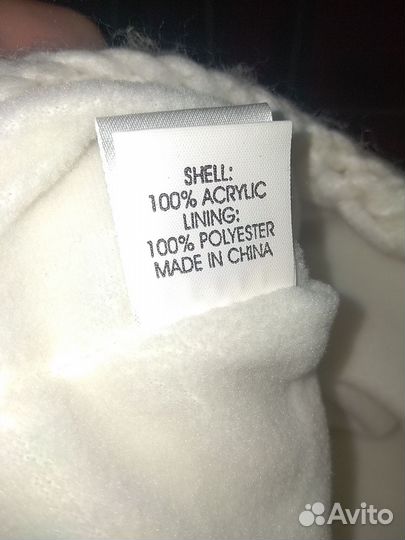 SHELL:
100% ACRYLIC
LINING:
100% POLYESTER
MADE IN CHINA
Avito